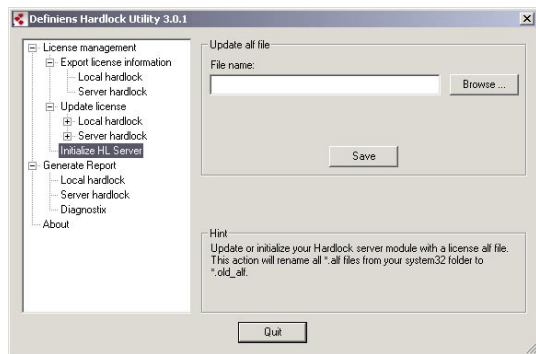 Definiens Hardlock Utility 3.0.1
License management
Export license information
Local hardlock
Server hardlock
Update license
Local hardlock
Server hardlock
Initialize HL Server
Generate Report
Local hardlock
Server hardlock
Diagnostix
About
Update alf file
File name:
Browse ...
Save
Hint
Update or initialize your Hardlock server module with a license alf file.
This action will rename all *.alf files from your system32 folder to
*.old_alf.
Quit